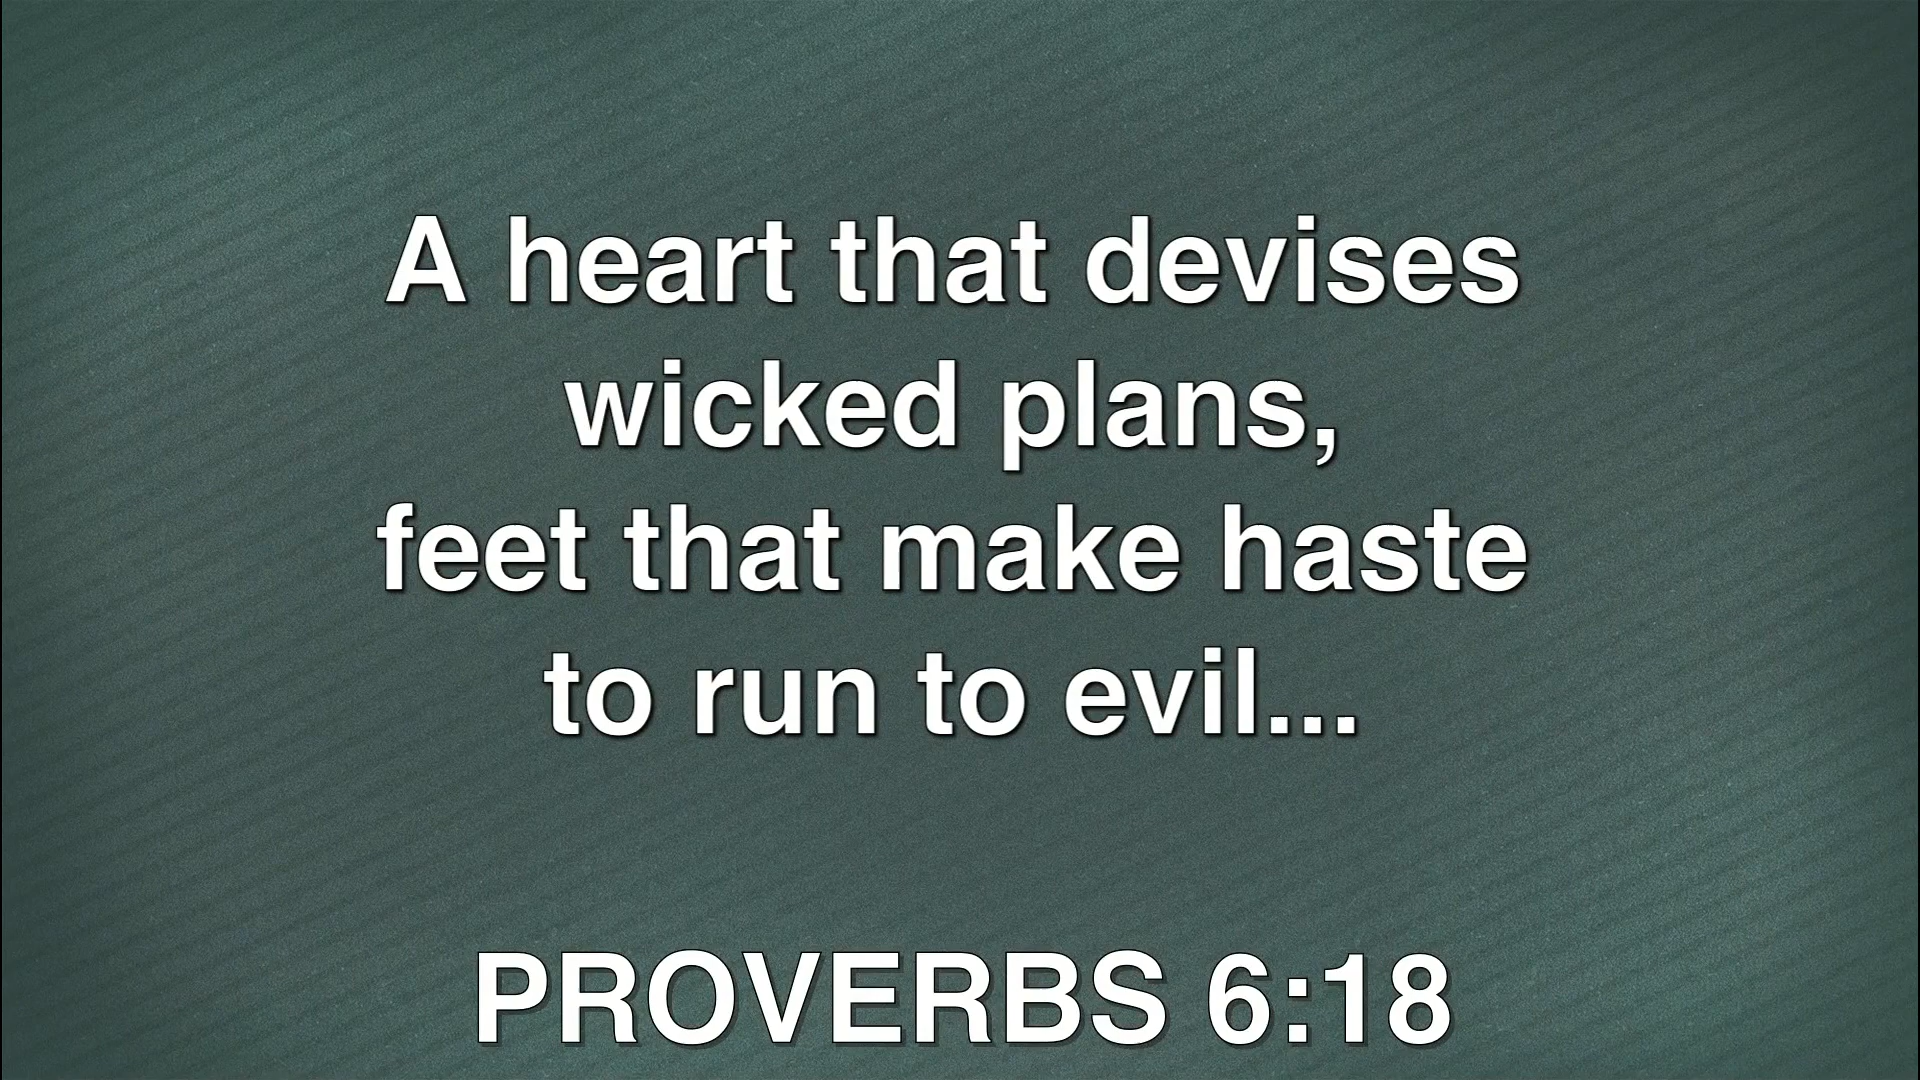 A heart that devises
wicked plans,
feet that make haste
to run to evil...
PROVERBS 6:18